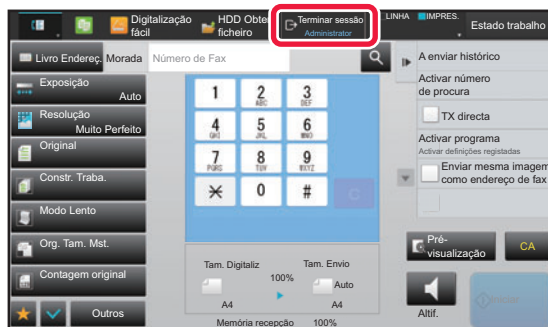 Digitalização
fácil
HDD Obte
ficheiro
Terminar sessão
Administrator
LINHA
IMPRES.
Estado trabalho
Livro Endereç.
Morada
Número de Fax
A enviar histórico
Exposição
Auto
Activar número
de procura
TX directa
Resolução
Muito Perfeito
Activar programa
Activar definições registadas
Original
Enviar mesma imagem
como endereço de fax
Constr. Traba.
Modo Lento
Org. Tam. Mst.
Contagem original
Outros
1
2
ABC
3
DEF
4
GHI
5
JKL
6
MNO
7
PQRS
8
TUV
9
WXYZ
0
#
C
Tam. Digitaliz
Tam. Envio
100%
Auto
A4
A4
Memória recepção 100%
Pré-
visualização
CA
Altif.